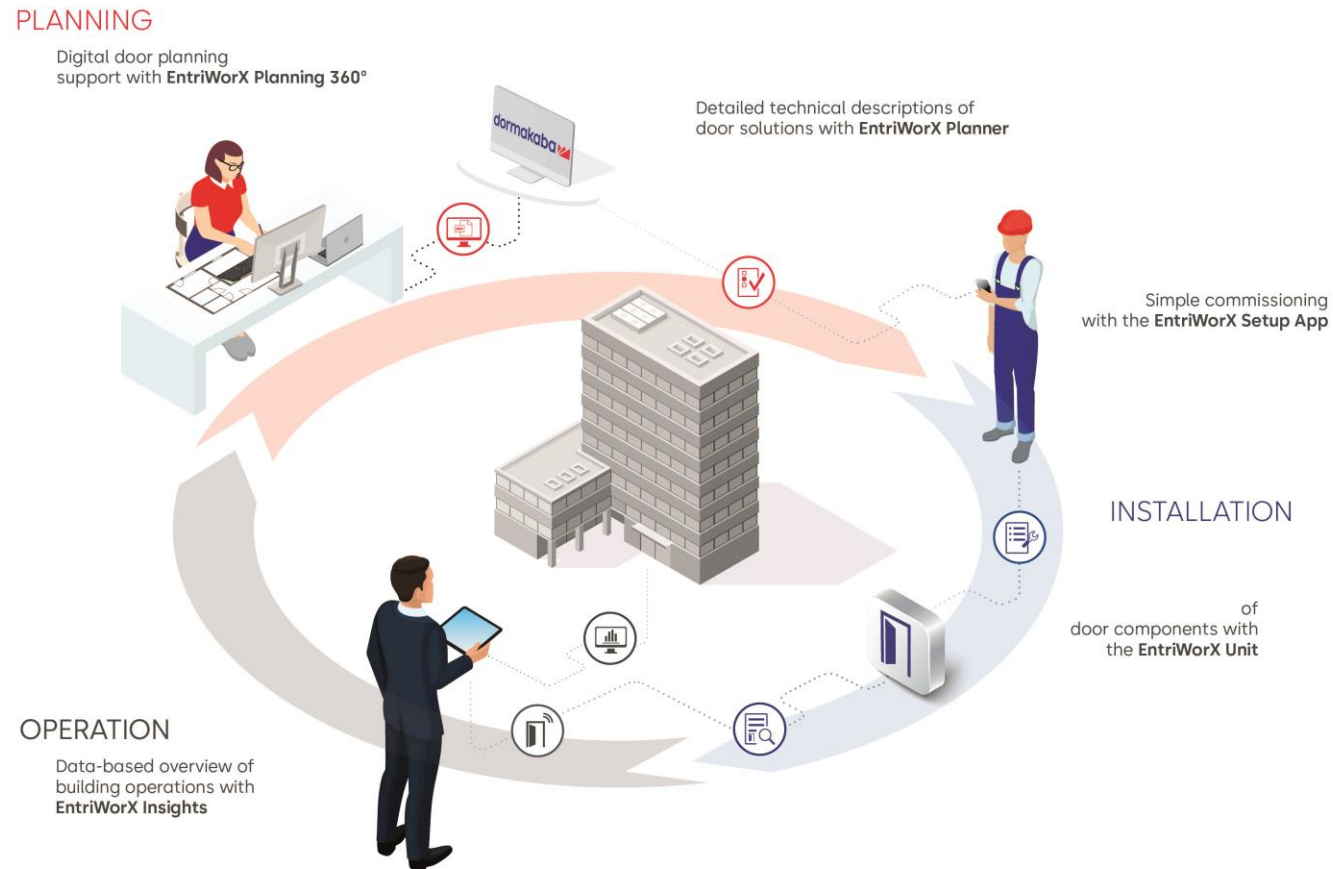 PLANNING
Digital door planning
support with EntriWorX Planning 360°
dormakaba
Detailed technical descriptions of
door solutions with EntriWorX Planner
Simple commissioning
with the EntriWorX Setup App
INSTALLATION
of
door components with
the EntriWorX Unit
OPERATION
Data-based overview of
building operations with
EntriWorX Insights